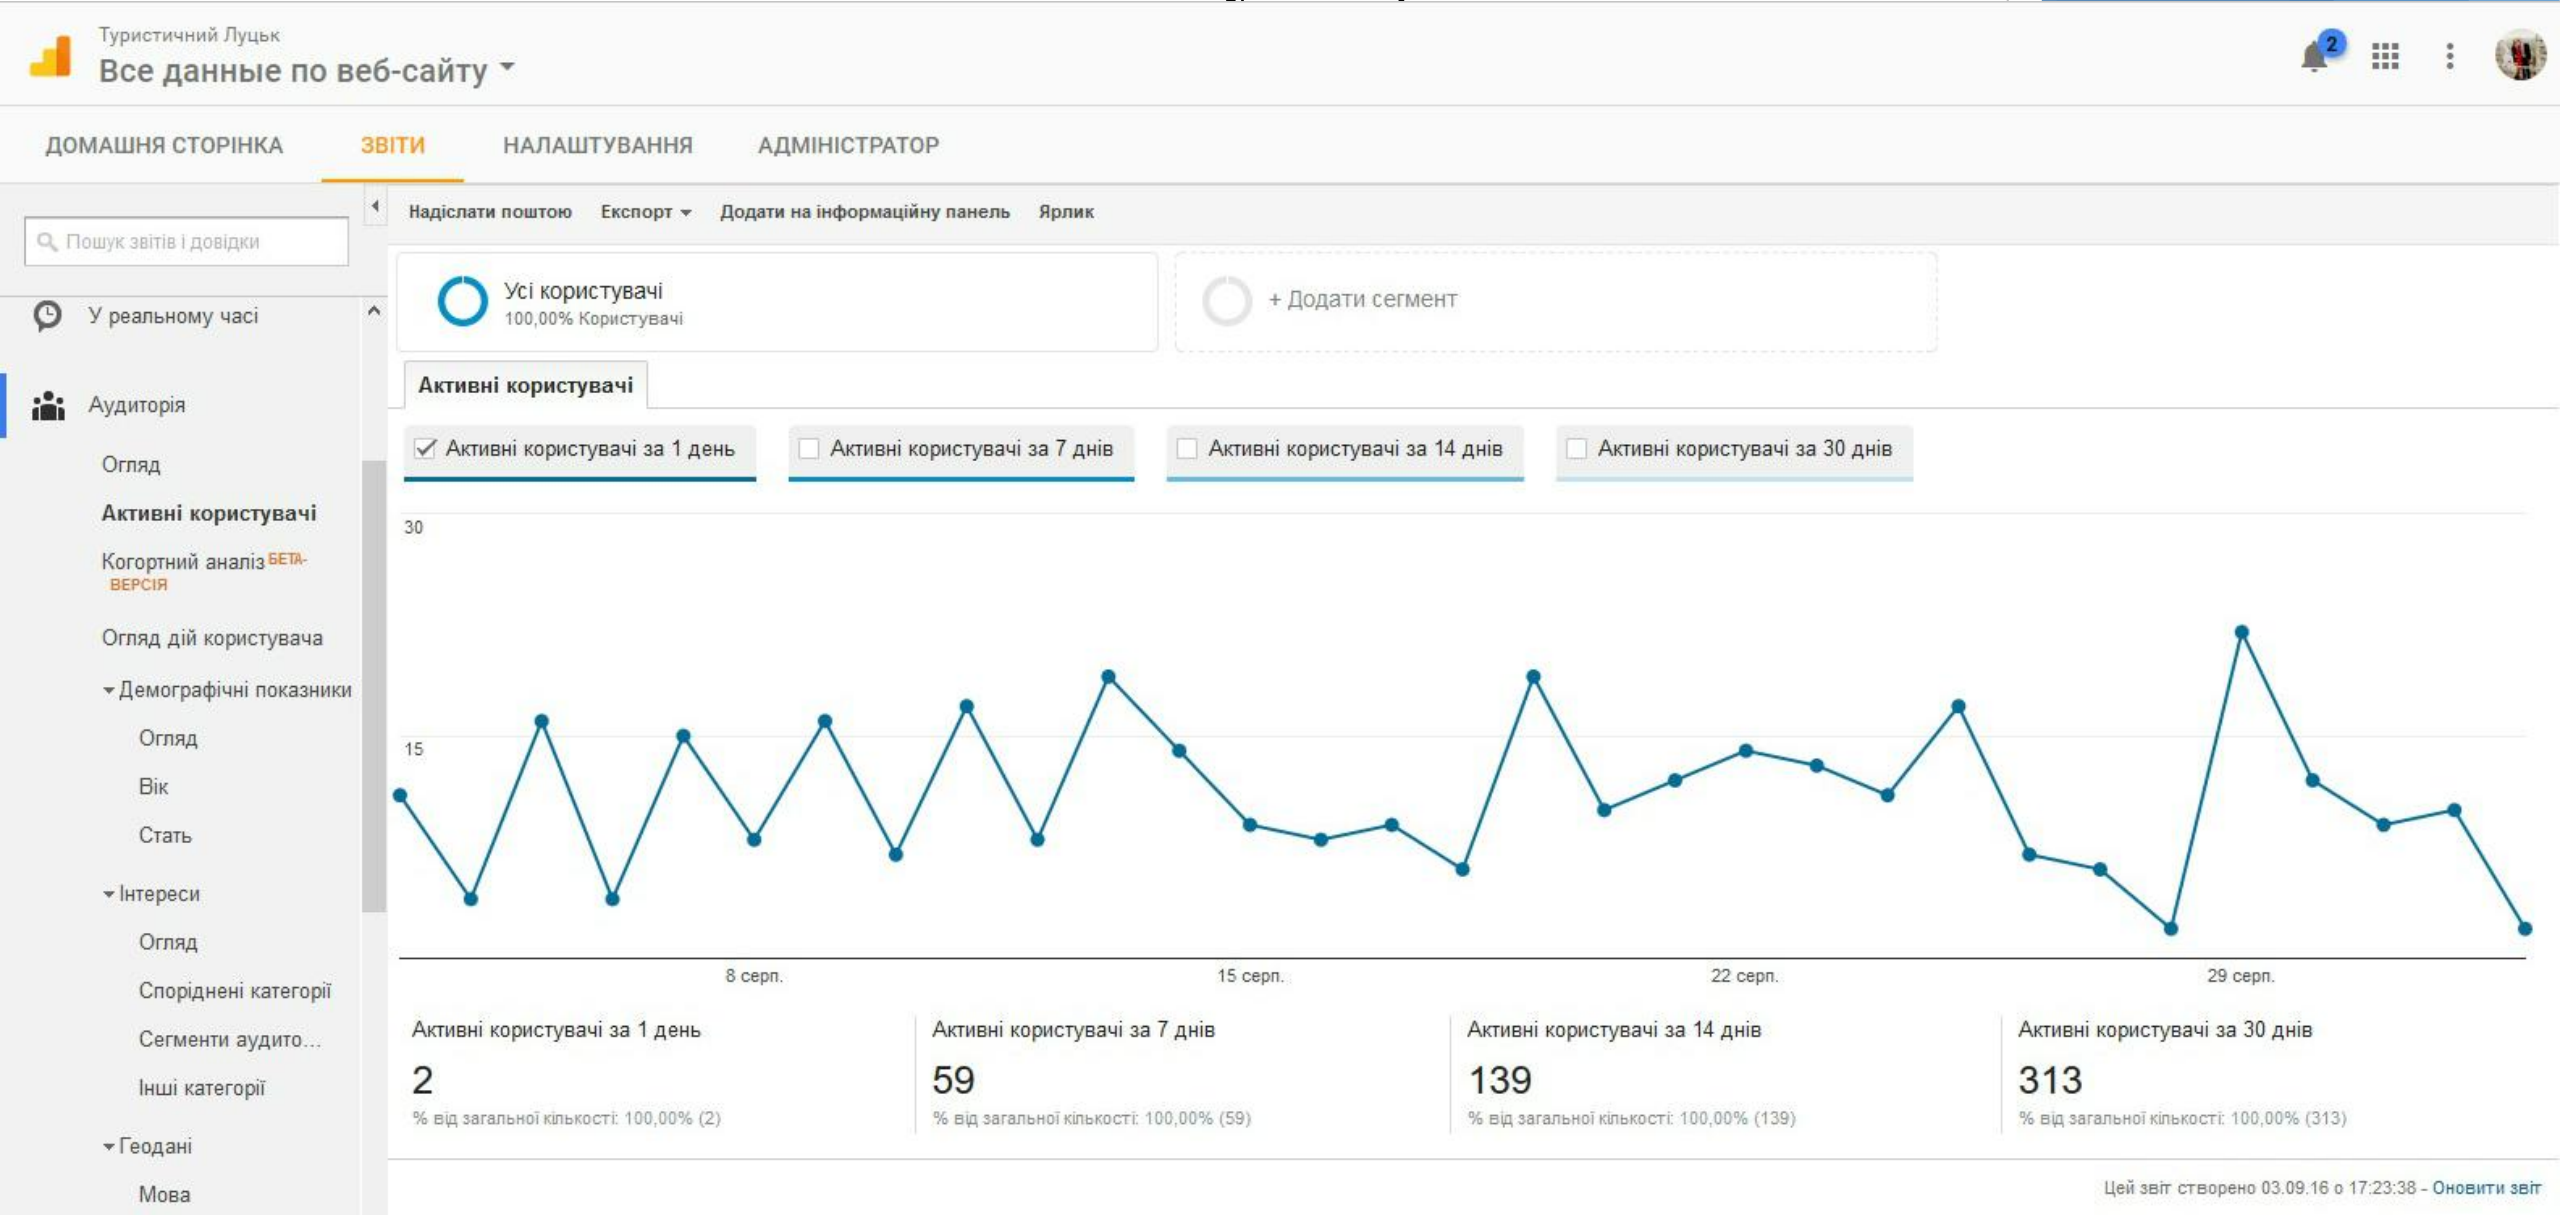 Туристичний Луцьк
Все данные по веб-сайту
2
ДОМАШНЯ СТОРІНКА
ЗВІТИ
НАЛАШТУВАННЯ
АДМІНІСТРАТОР
Пошук звітів і довідки
У реальному часі
Аудиторія
Огляд
Активні користувачі
Когортний аналіз БЕТА-
ВЕРСІЯ
Огляд дій користувача
Демографічні показники
Огляд
Вік
Стать
Інтереси
Огляд
Споріднені категорії
Сегменти аудито...
Інші категорії
Геодані
Мова
Надіслати поштою
Експорт
Додати на інформаційну панель
Ярлик
Усі користувачі
100,00% Користувачі
+ Додати сегмент
Активні користувачі
Активні користувачі за 1 день
Активні користувачі за 7 днів
Активні користувачі за 14 днів
Активні користувачі за 30 днів
30
15
8 серп.
15 серп.
22 серп.
29 серп.
Активні користувачі за 1 день
2
% від загальної кількості: 100,00% (2)
Активні користувачі за 7 днів
59
% від загальної кількості: 100,00% (59)
Активні користувачі за 14 днів
139
% від загальної кількості: 100,00% (139)
Активні користувачі за 30 днів
313
% від загальної кількості: 100,00% (313)
Цей звіт створено 03.09.16 о 17:23:38 - Оновити звіт